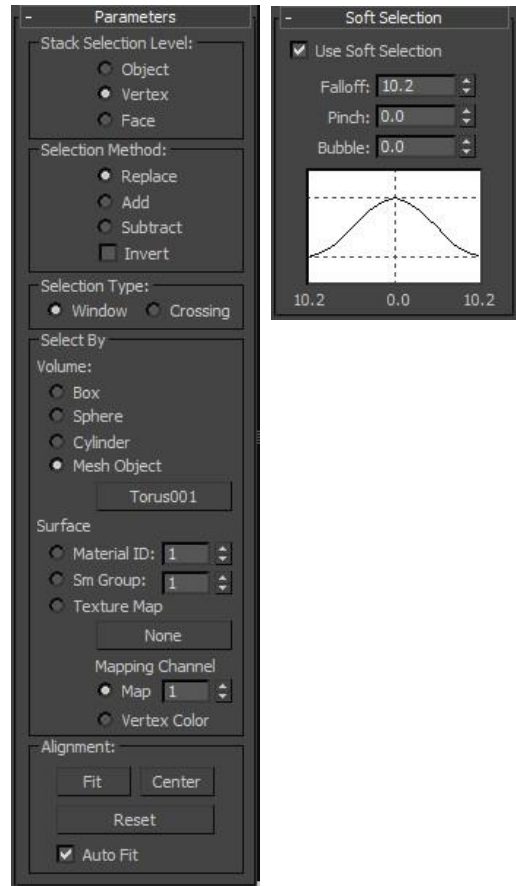 - Parameters
Stack Selection Level:
Object
Vertex
Face
Selection Method:
Replace
Add
Subtract
Invert
Selection Type:
Window Crossing
Select By
Volume:
Box
Sphere
Cylinder
Mesh Object
Torus001
Surface
Material ID: 1
Sm Group: 1
Texture Map
None
Mapping Channel
Map 1
Vertex Color
Alignment:
Fit Center
Reset
Auto Fit
- Soft Selection
Use Soft Selection
Falloff: 10.2
Pinch: 0.0
Bubble: 0.0
10.2 0.0 10.2